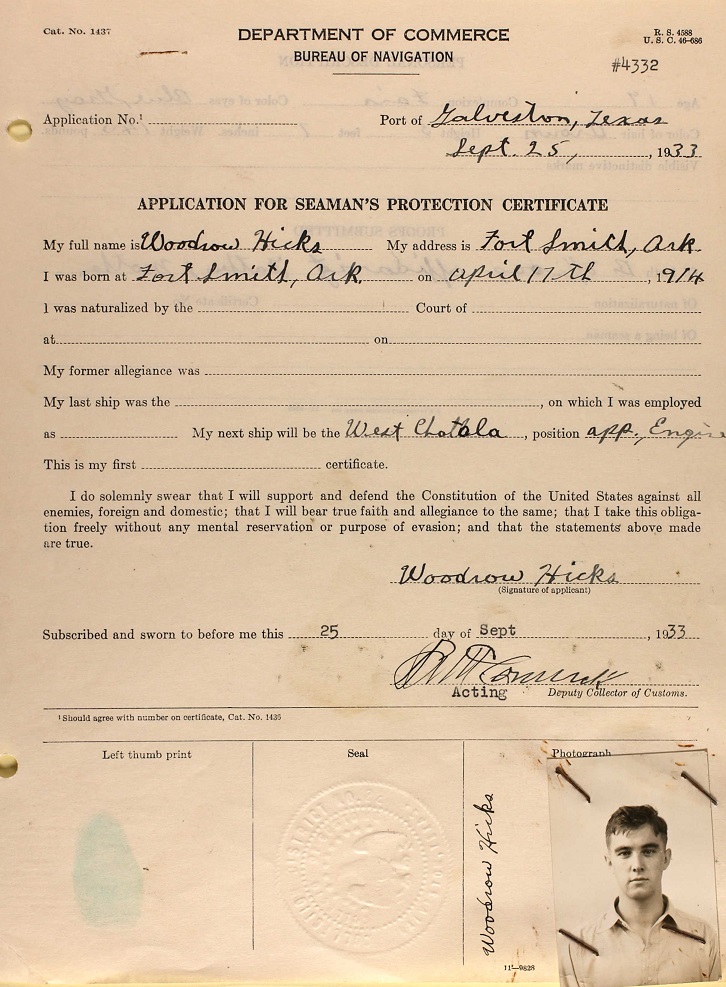 Cat. No. 1437
DEPARTMENT OF COMMERCE
BUREAU OF NAVIGATION
R. S. 4588
U. S. C. 46-686
#4332
Application No.¹
Port of Galveston, Texas
Sept. 25, , 1933
APPLICATION FOR SEAMAN'S PROTECTION CERTIFICATE
My full name is Woodrow Hicks My address is Fort Smith, Ark
I was born at Fort Smith, Ark. on april 17th , 1914
I was naturalized by the Court of
at on
My former allegiance was
My last ship was the , on which I was employed
as My next ship will be the West Chatala , position app. Engine
This is my first certificate.
I do solemnly swear that I will support and defend the Constitution of the United States against all
enemies, foreign and domestic; that I will bear true faith and allegiance to the same; that I take this obliga-
tion freely without any mental reservation or purpose of evasion; and that the statements above made
are true.
Woodrow Hicks
(Signature of applicant)
Subscribed and sworn to before me this 25 day of Sept , 1933
Acting Deputy Collector of Customs.
¹ Should agree with number on certificate, Cat. No. 1436
Left thumb print
Seal
Photograph
Woodrow Hicks
11—9828